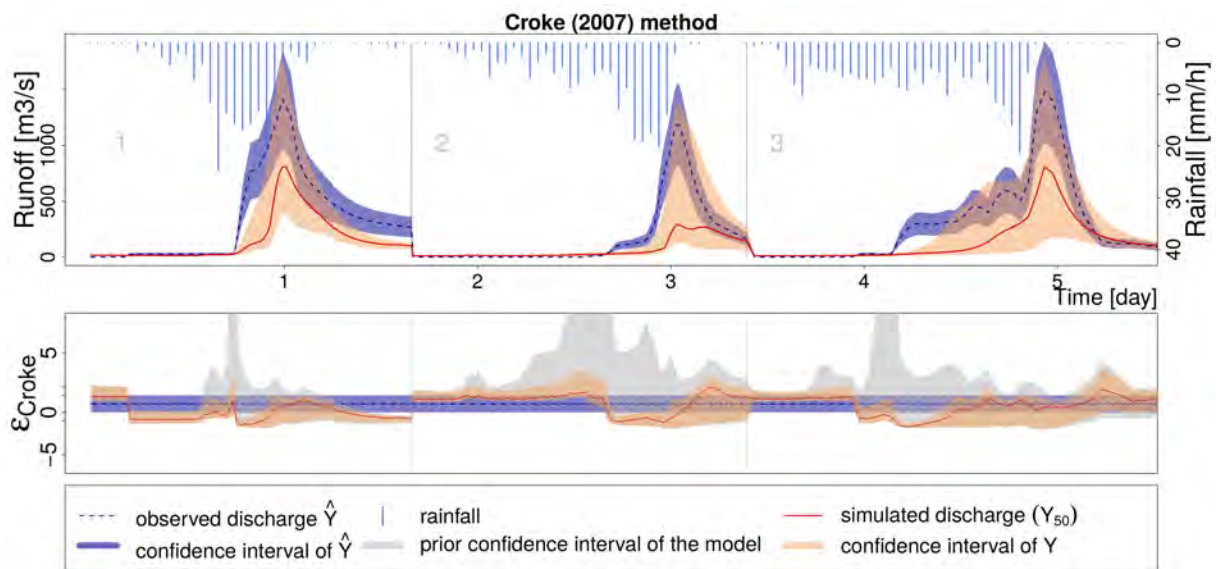 Croke (2007) method
Runoff [m3/s]
0
500
1000
1
2
3
0
10
20
30
40
Rainfall [mm/h]
1
2
3
4
5
Time [day]
εCroke
5
0
−5
observed discharge Ŷ
rainfall
simulated discharge (Y50)
confidence interval of Ŷ
prior confidence interval of the model
confidence interval of Y